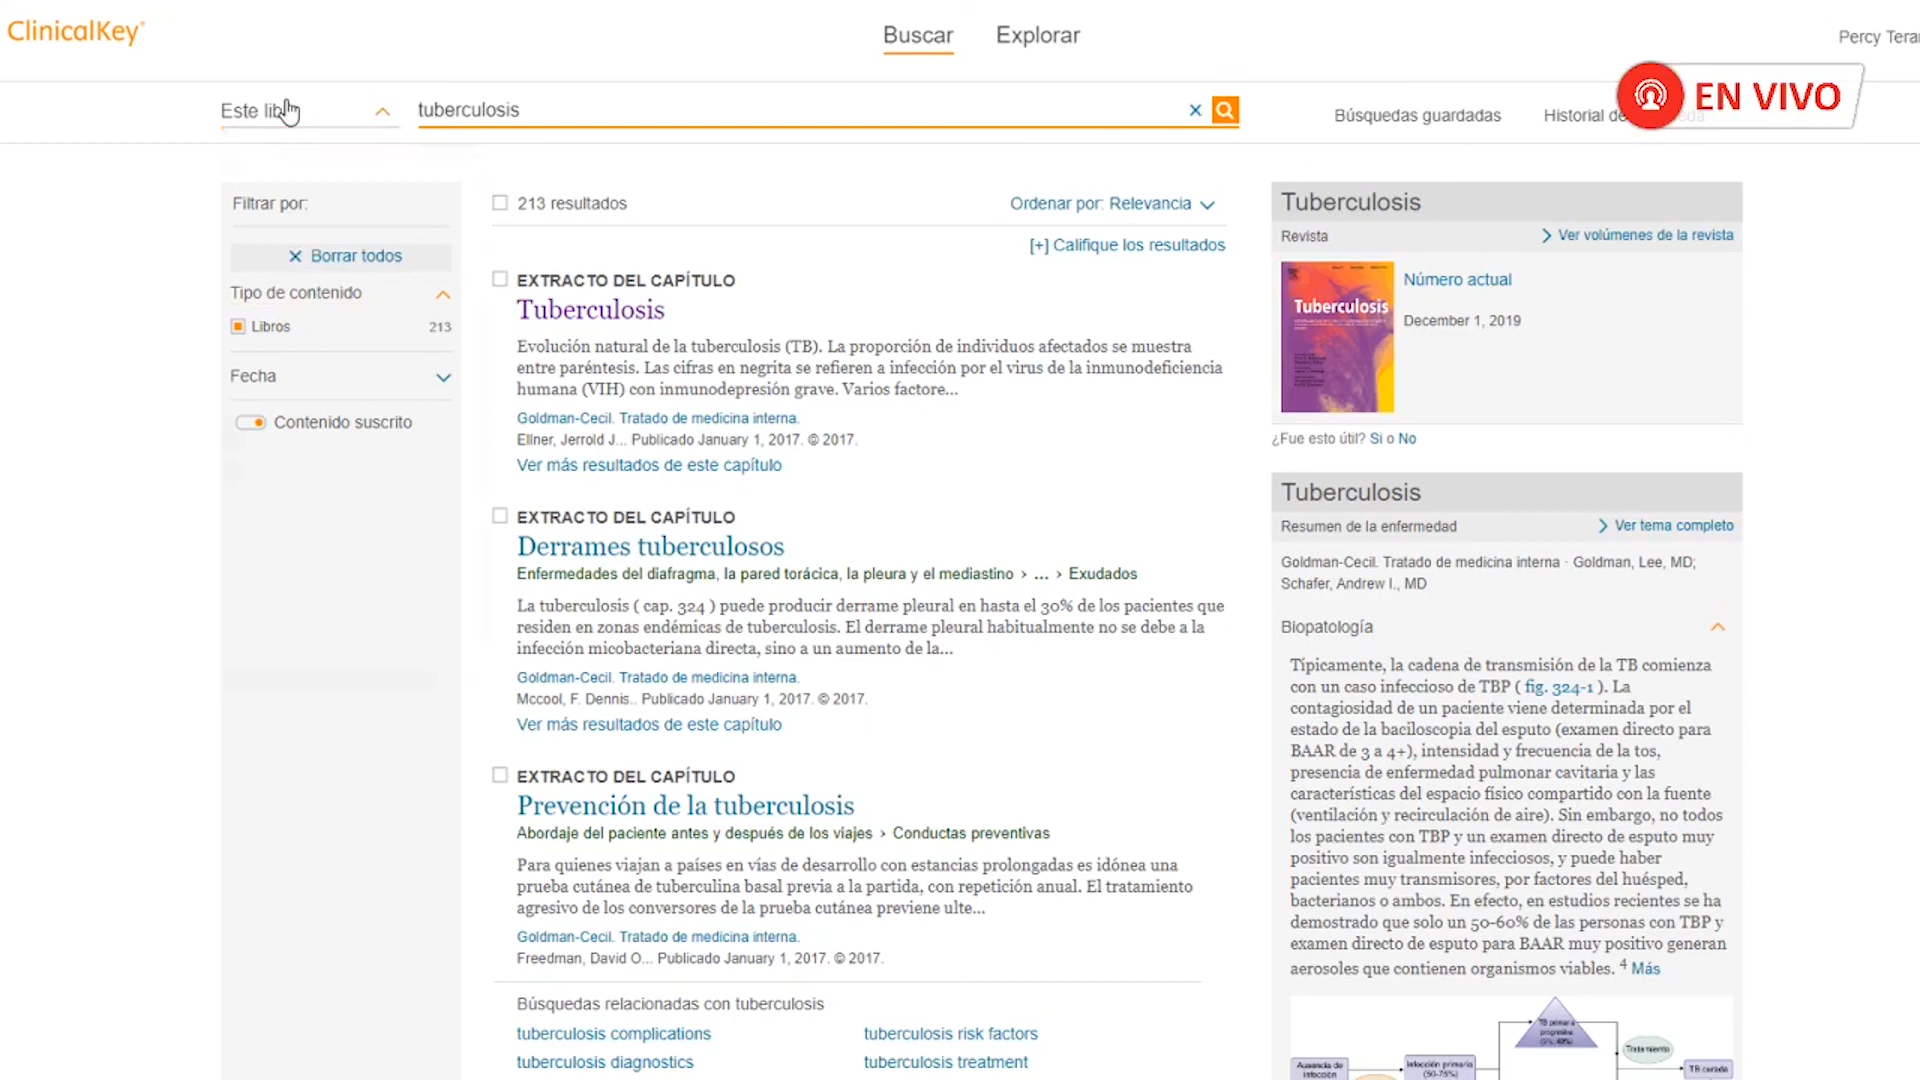 ClinicalKey®
Buscar
Explorar
Percy Tera
EN VIVO
Este lib
tuberculosis
Búsquedas guardadas
Historial de
Filtrar por:
Borrar todos
Tipo de contenido
Libros
213
Fecha
Contenido suscrito
213 resultados
Ordenar por: Relevancia
[+] Califique los resultados
EXTRACTO DEL CAPÍTULO
Tuberculosis
Evolución natural de la tuberculosis (TB). La proporción de individuos afectados se muestra
entre paréntesis. Las cifras en negrita se refieren a infección por el virus de la inmunodeficiencia
humana (VIH) con inmunodepresión grave. Varios factore...
Goldman-Cecil. Tratado de medicina interna.
Ellner, Jerrold J... Publicado January 1, 2017. © 2017.
Ver más resultados de este capítulo
EXTRACTO DEL CAPÍTULO
Derrames tuberculosos
Enfermedades del diafragma, la pared torácica, la pleura y el mediastino › ... › Exudados
La tuberculosis ( cap. 324 ) puede producir derrame pleural en hasta el 30% de los pacientes que
residen en zonas endémicas de tuberculosis. El derrame pleural habitualmente no se debe a la
infección micobacteriana directa, sino a un aumento de la...
Goldman-Cecil. Tratado de medicina interna.
Mccool, F. Dennis.. Publicado January 1, 2017. © 2017.
Ver más resultados de este capítulo
EXTRACTO DEL CAPÍTULO
Prevención de la tuberculosis
Abordaje del paciente antes y después de los viajes › Conductas preventivas
Para quienes viajan a países en vías de desarrollo con estancias prolongadas es idónea una
prueba cutánea de tuberculina basal previa a la partida, con repetición anual. El tratamiento
agresivo de los conversores de la prueba cutánea previene ulte...
Goldman-Cecil. Tratado de medicina interna.
Freedman, David O... Publicado January 1, 2017. © 2017.
Búsquedas relacionadas con tuberculosis
tuberculosis complications
tuberculosis risk factors
tuberculosis diagnostics
tuberculosis treatment
Tuberculosis
Revista
Ver volúmenes de la revista
Tuberculosis
Número actual
December 1, 2019
¿Fue esto útil? Si o No
Tuberculosis
Resumen de la enfermedad
Ver tema completo
Goldman-Cecil. Tratado de medicina interna · Goldman, Lee, MD;
Schafer, Andrew I., MD
Biopatología
Típicamente, la cadena de transmisión de la TB comienza
con un caso infeccioso de TBP ( fig. 324-1 ). La
contagiosidad de un paciente viene determinada por el
estado de la baciloscopia del esputo (examen directo para
BAAR de 3 a 4+), intensidad y frecuencia de la tos,
presencia de enfermedad pulmonar cavitaria y las
características del espacio físico compartido con la fuente
(ventilación y recirculación de aire). Sin embargo, no todos
los pacientes con TBP y un examen directo de esputo muy
positivo son igualmente infecciosos, y puede haber
pacientes muy transmisores, por factores del huésped,
bacterianos o ambos. En efecto, en estudios recientes se ha
demostrado que solo un 50-60% de las personas con TBP y
examen directo de esputo para BAAR muy positivo generan
aerosoles que contienen organismos viables. 4 Más
TB primaria
progresiva
(5%; 40%)
Tratamiento
Ausencia de
infección
Infección primaria
(50-75%)
TB curada